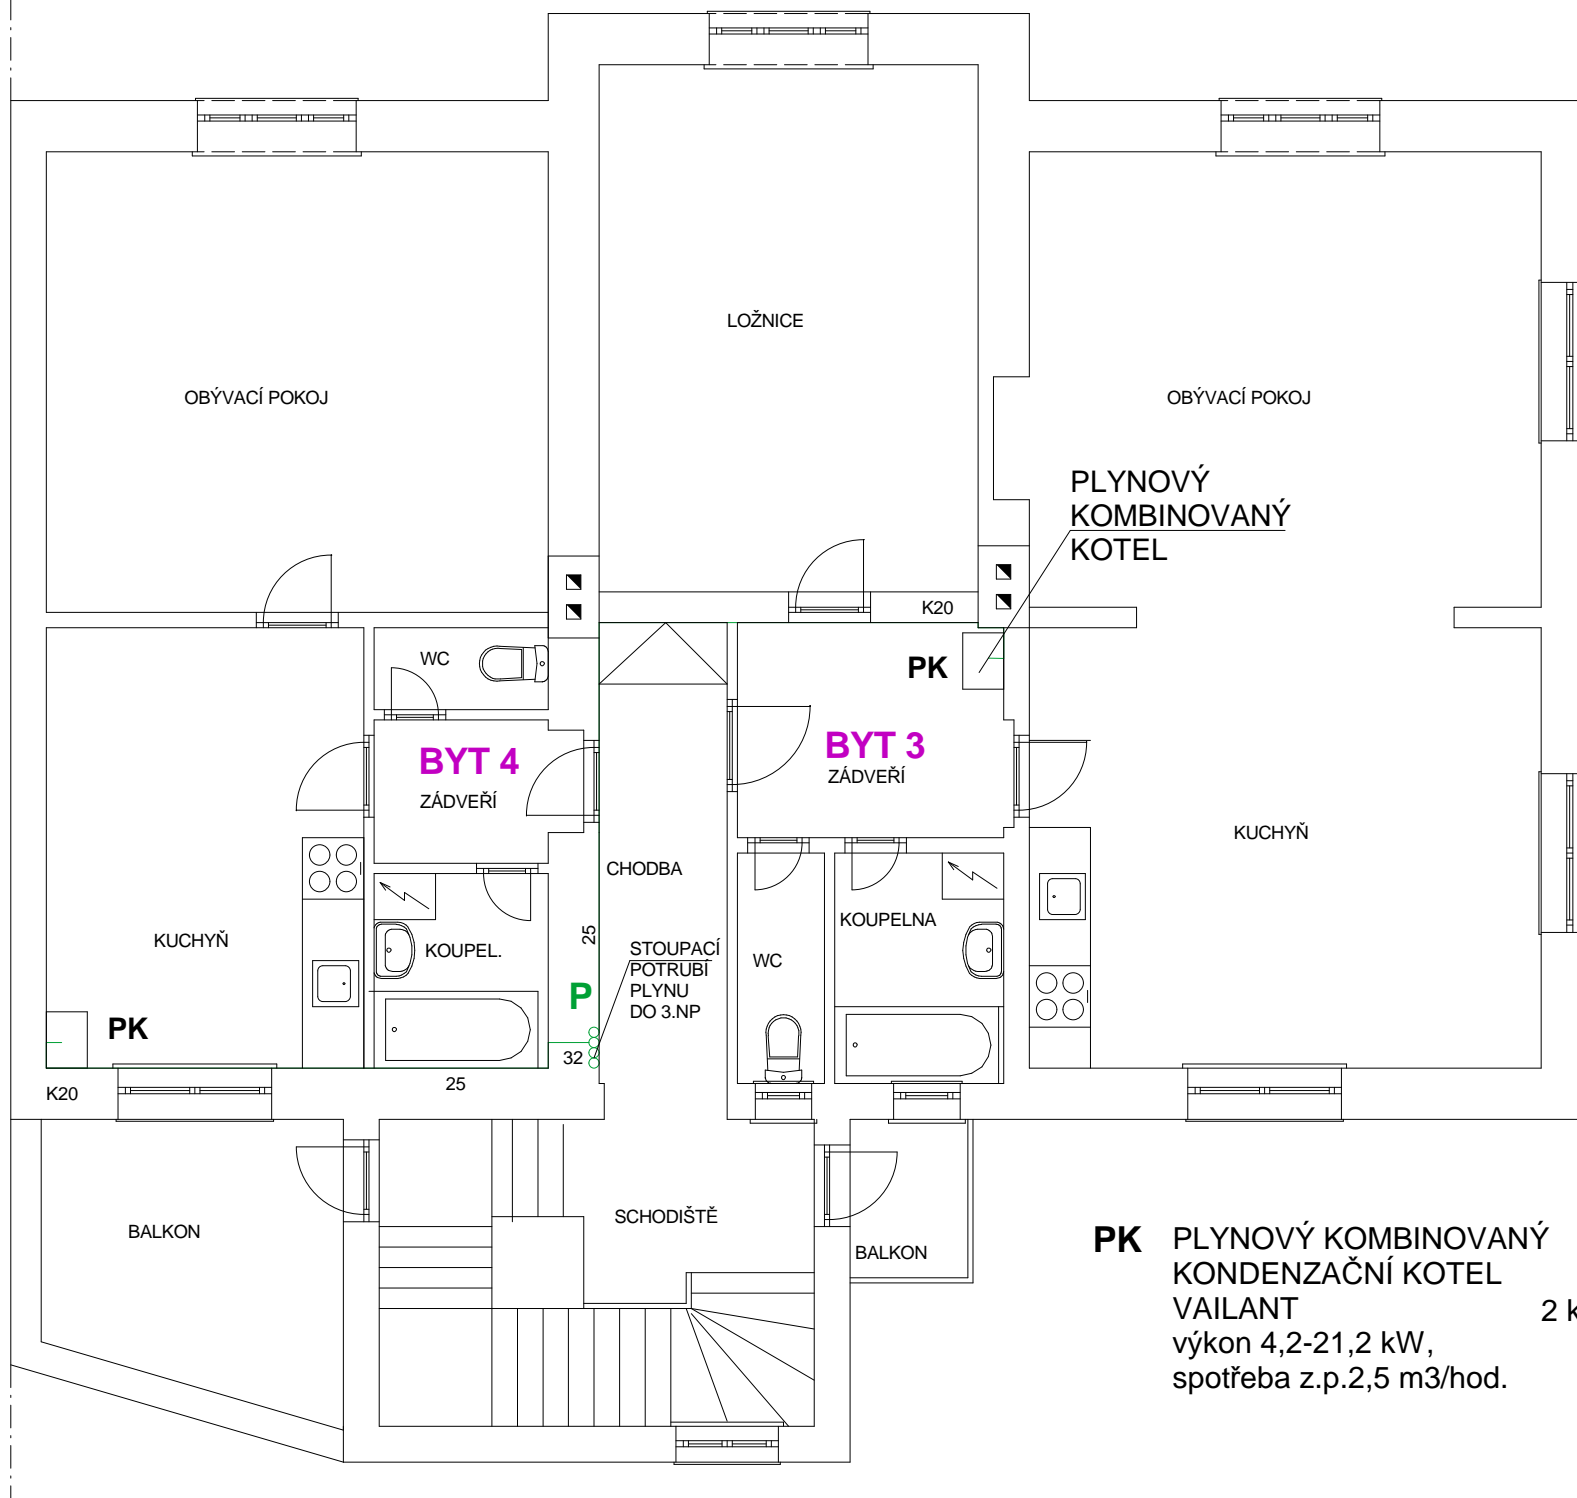 LOŽNICE
OBÝVACÍ POKOJ
OBÝVACÍ POKOJ
PLYNOVÝ
KOMBINOVANÝ
KOTEL
K20
WC
PK
BYT 4
ZÁDVEŘÍ
BYT 3
ZÁDVEŘÍ
KUCHYŇ
CHODBA
KOUPELNA
KUCHYŇ
KOUPEL.
25
STOUPACÍ
POTRUBÍ
PLYNU
DO 3.NP
WC
P
PK
32
25
K20
BALKON
SCHODIŠTĚ
BALKON
PK PLYNOVÝ KOMBINOVANÝ
KONDENZAČNÍ KOTEL
VAILANT 2 k
výkon 4,2-21,2 kW,
spotřeba z.p.2,5 m3/hod.